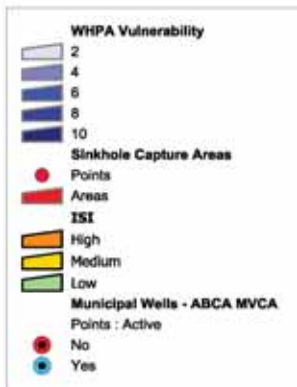 WHPA Vulnerability
2
4
6
8
10
Sinkhole Capture Areas
Points
Areas
ISI
High
Medium
Low
Municipal Wells - ABCA MVCA
Points : Active
No
Yes